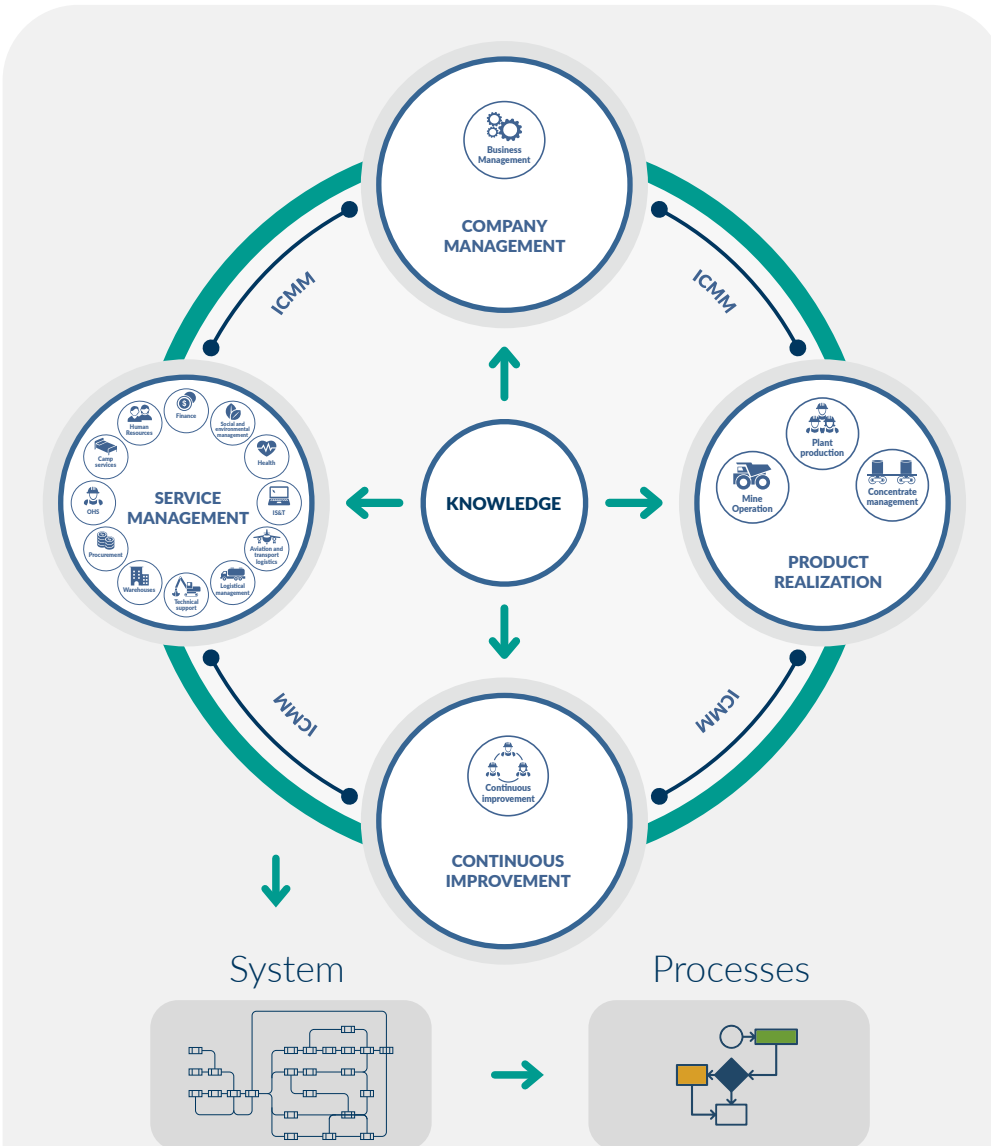 Business
Management
COMPANY
MANAGEMENT
ICMM
ICMM
Finance
Human
Resources
Social and
environmental
management
Camp
services
Health
OHS
SERVICE
MANAGEMENT
IS&T
Procurement
Aviation and
transport
logistics
Warehouses
Logistical
management
Technical
support
KNOWLEDGE
Plant
production
Mine
Operation
Concentrate
management
PRODUCT
REALIZATION
ICMM
ICMM
Continuous
improvement
CONTINUOUS
IMPROVEMENT
System
Processes